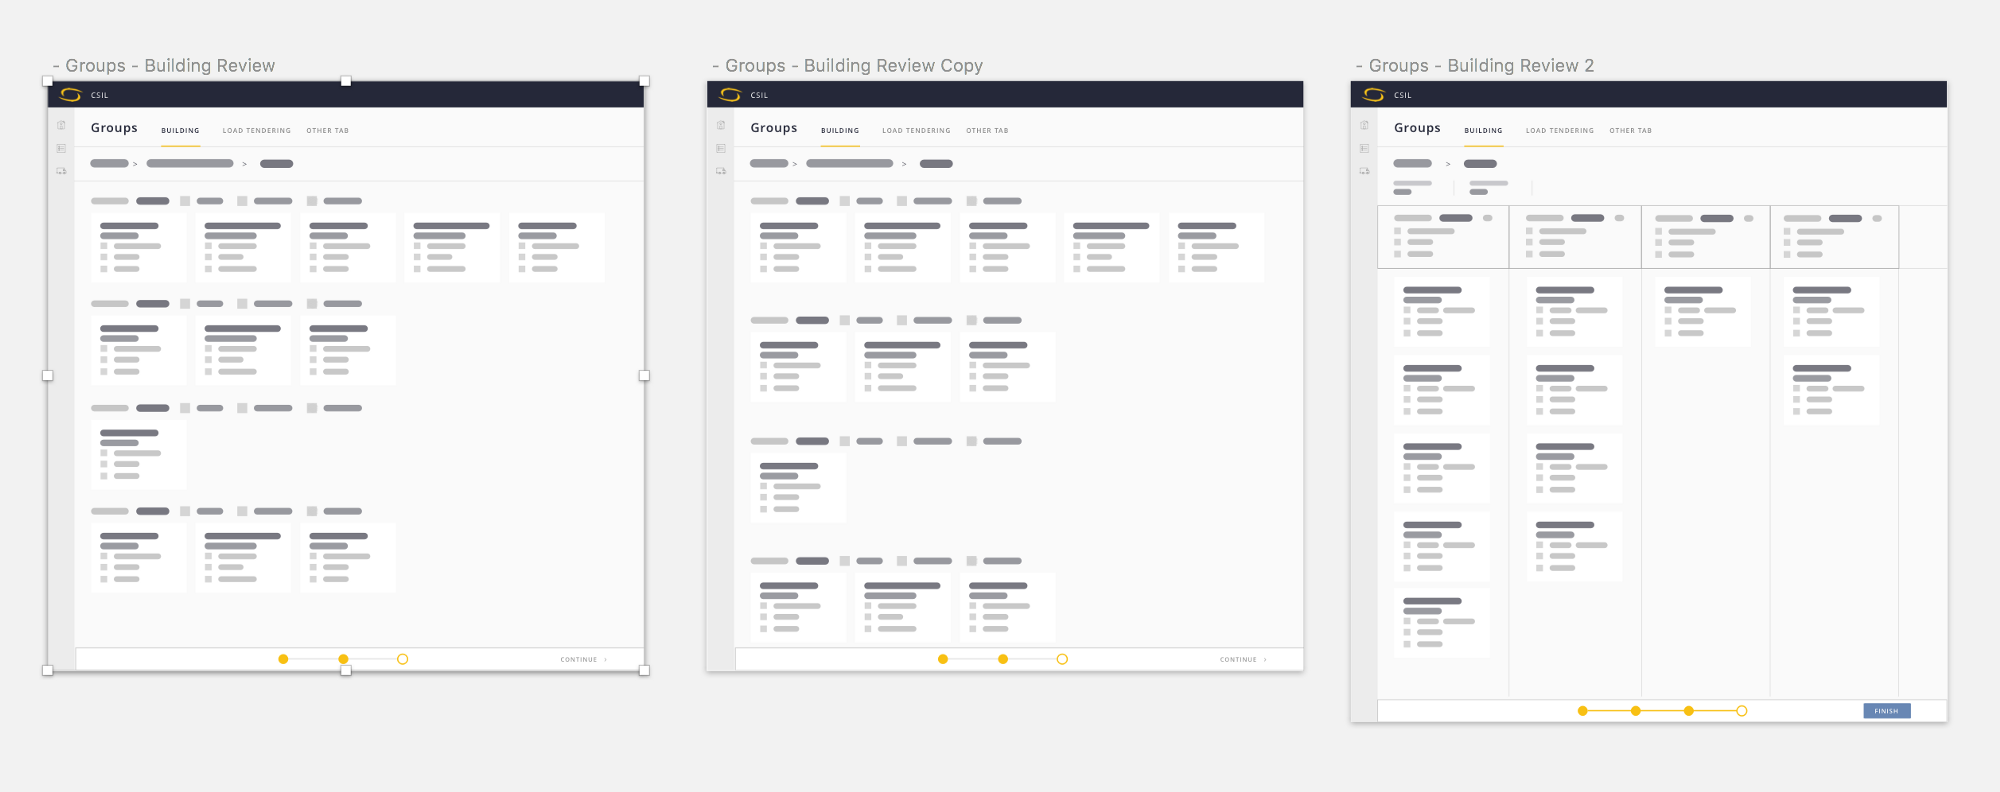 - Groups - Building Review
CSIL
Groups BUILDING LOAD TENDERING OTHER TAB
> >
CONTINUE >
- Groups - Building Review Copy
CSIL
Groups BUILDING LOAD TENDERING OTHER TAB
> >
CONTINUE >
- Groups - Building Review 2
CSIL
Groups BUILDING LOAD TENDERING OTHER TAB
>
FINISH